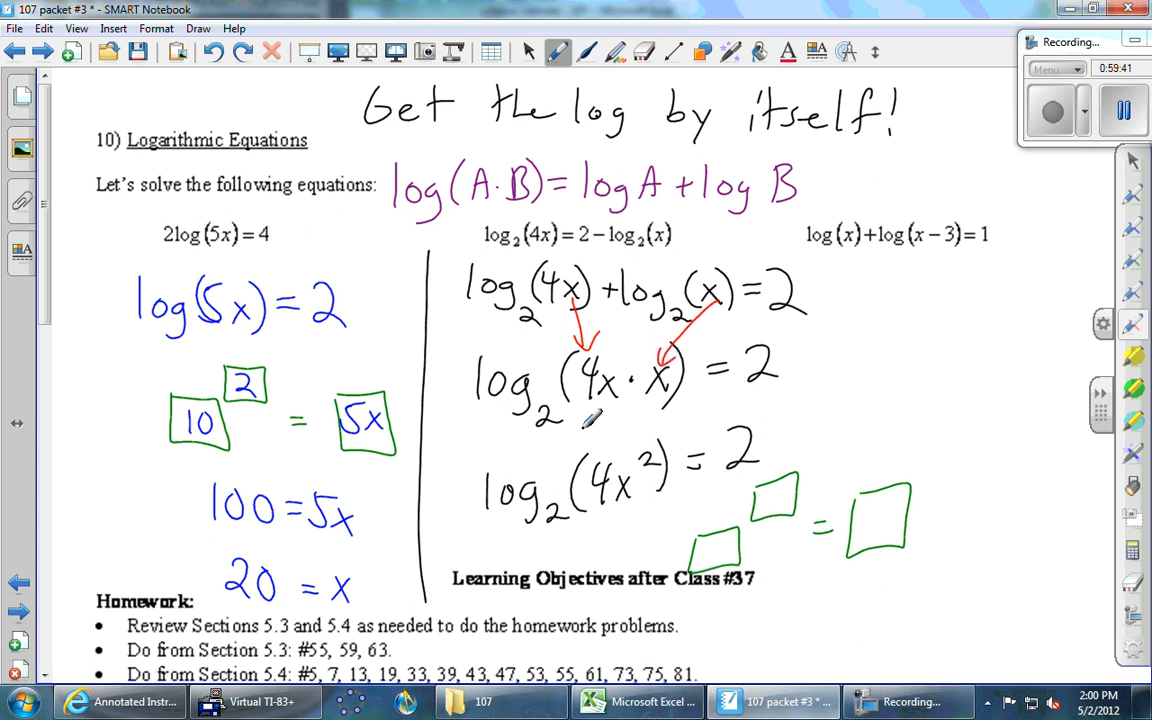 107 packet #3 * - SMART Notebook
File Edit View Insert Format Draw Help
Recording...
Menu 0:59:41
Get the log by itself!
10) Logarithmic Equations
Let's solve the following equations: log(A·B)=logA+log B
2log(5x)=4 log₂(4x)=2−log₂(x) log(x)+log(x−3)=1
log(5x)=2 log₂(4x)+log₂(x)=2
10² = 5x log₂(4x·x) = 2
100=5x log₂(4x²) = 2
=
20 = x
Learning Objectives after Class #37
Homework:
• Review Sections 5.3 and 5.4 as needed to do the homework problems.
• Do from Section 5.3: #55, 59, 63.
• Do from Section 5.4: #5, 7, 13, 19, 33, 39, 43, 47, 53, 55, 61, 73, 75, 81.
Annotated Instr... Virtual TI-83+ 107 Microsoft Excel ... 107 packet #3 * ... Recording... 2:00 PM
5/2/2012